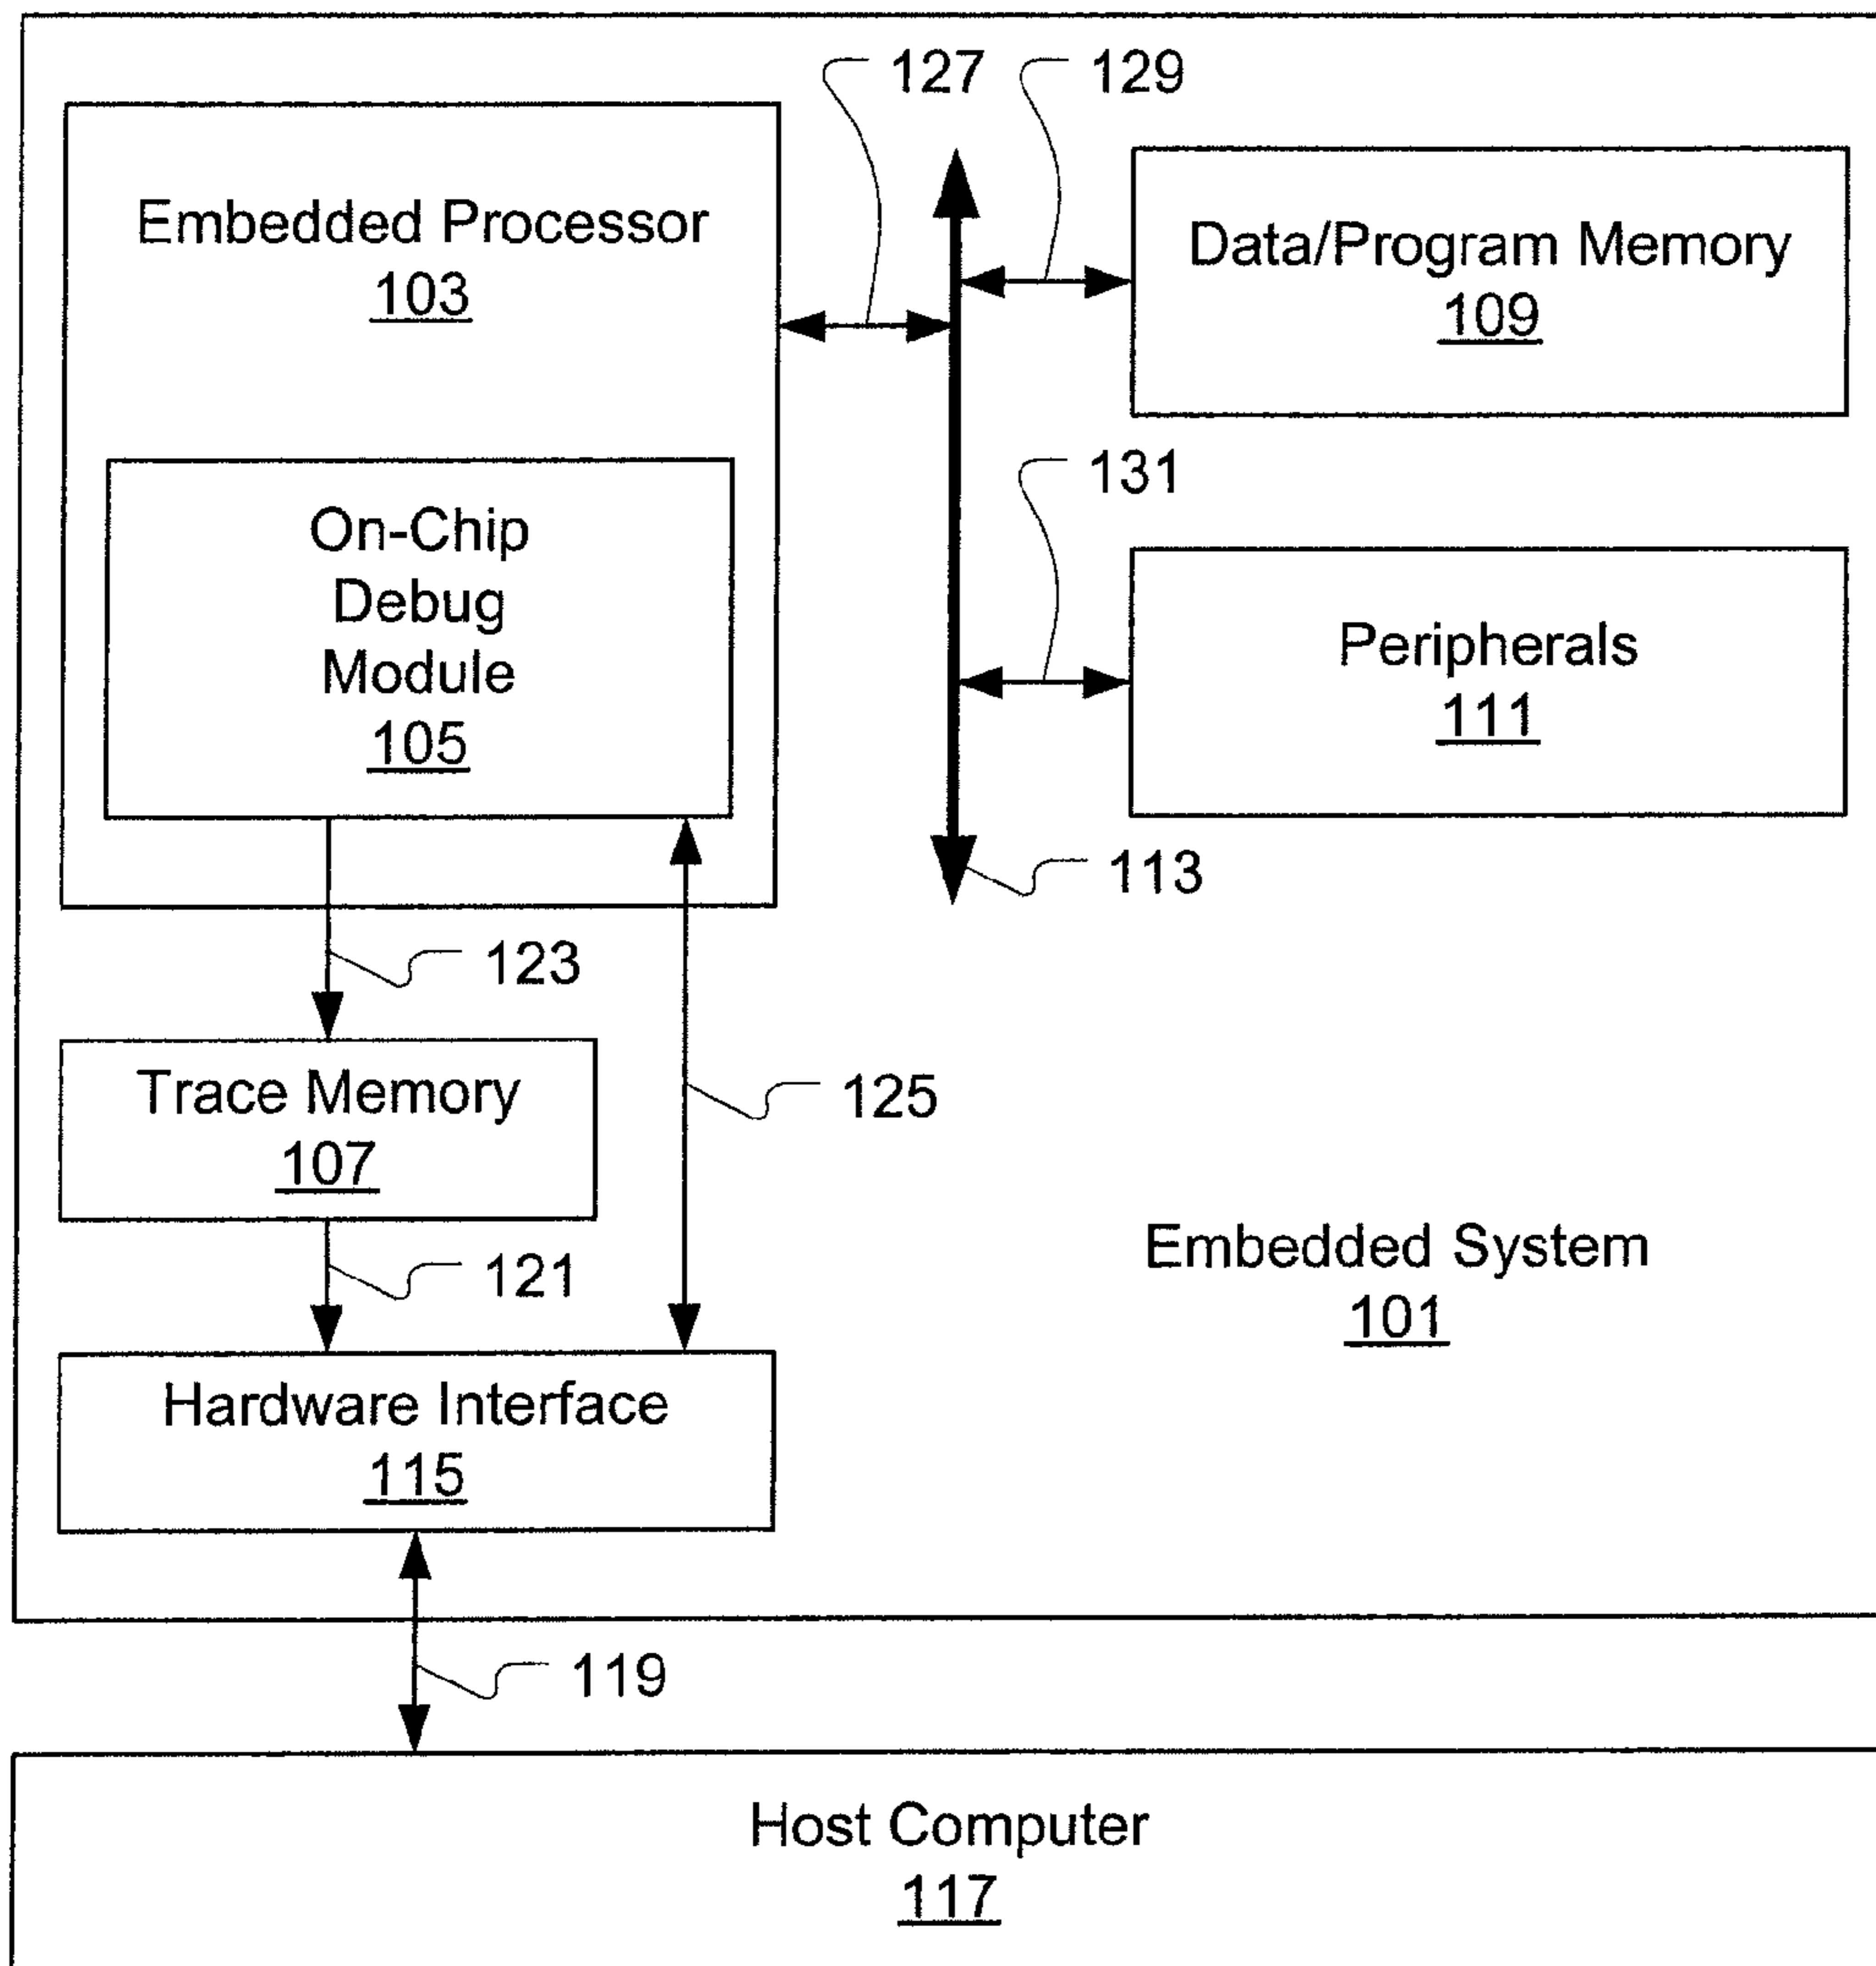 127
129
Embedded Processor
103
Data/Program Memory
109
On-Chip
Debug
Module
105
131
Peripherals
111
113
123
Trace Memory
107
125
121
Embedded System
101
Hardware Interface
115
119
Host Computer
117